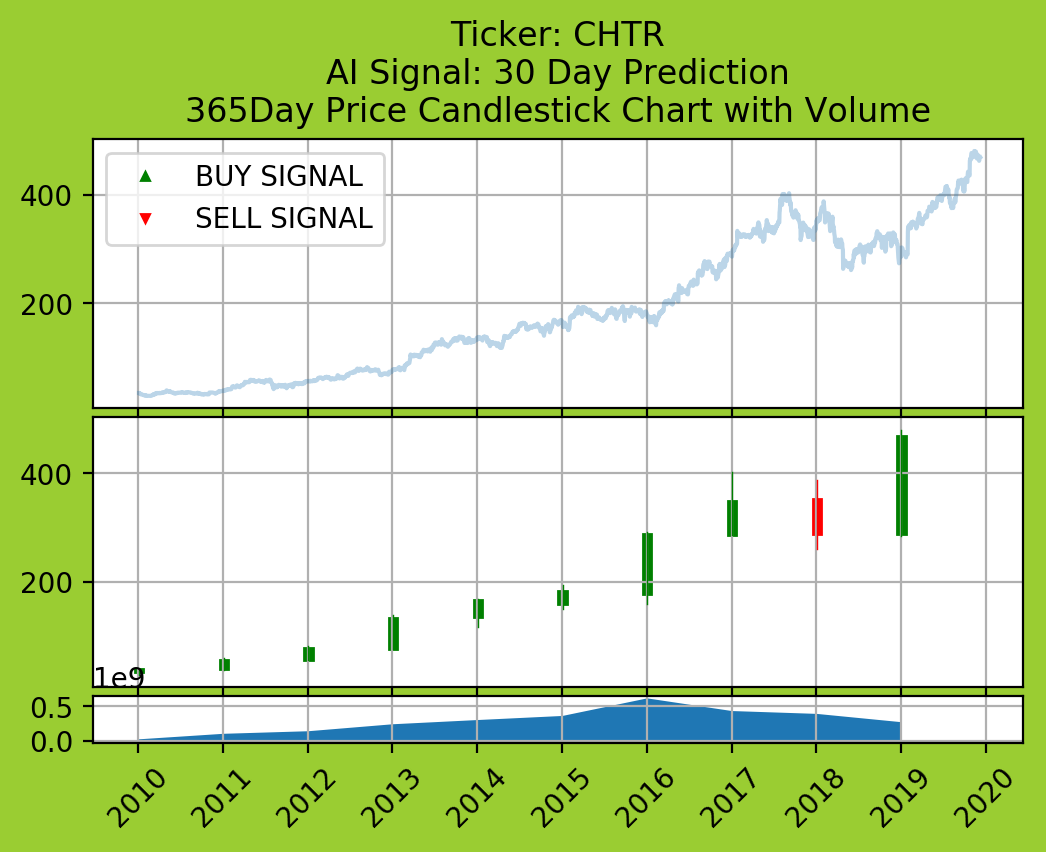 Ticker: CHTR
AI Signal: 30 Day Prediction
365Day Price Candlestick Chart with Volume
BUY SIGNAL
SELL SIGNAL
400
200
400
200
1e9
0.5
0.0
2010 2011 2012 2013 2014 2015 2016 2017 2018 2019 2020